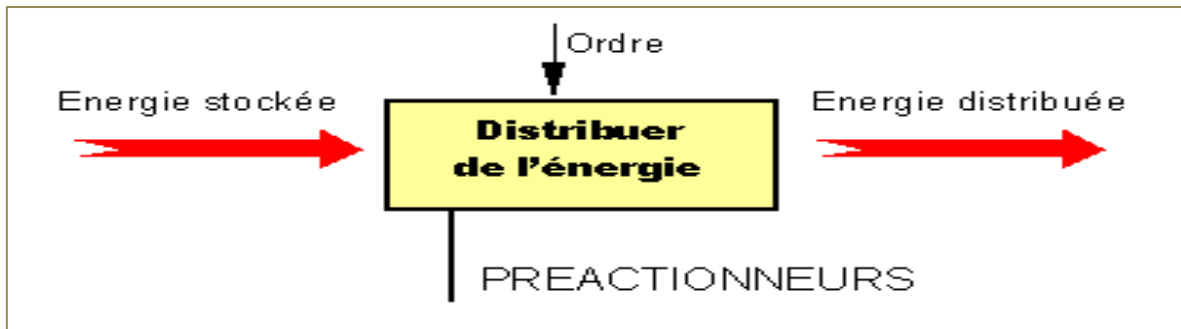 Ordre
Energie stockée
Energie distribuée
Distribuer
de l'énergie
PREACTIONNEURS